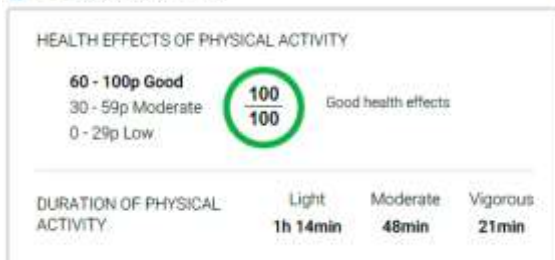 HEALTH EFFECTS OF PHYSICAL ACTIVITY
60 - 100p Good
30 - 59p Moderate
0 - 29p Low
100
100
Good health effects
DURATION OF PHYSICAL
ACTIVITY
Light
1h 14min
Moderate
48min
Vigorous
21min